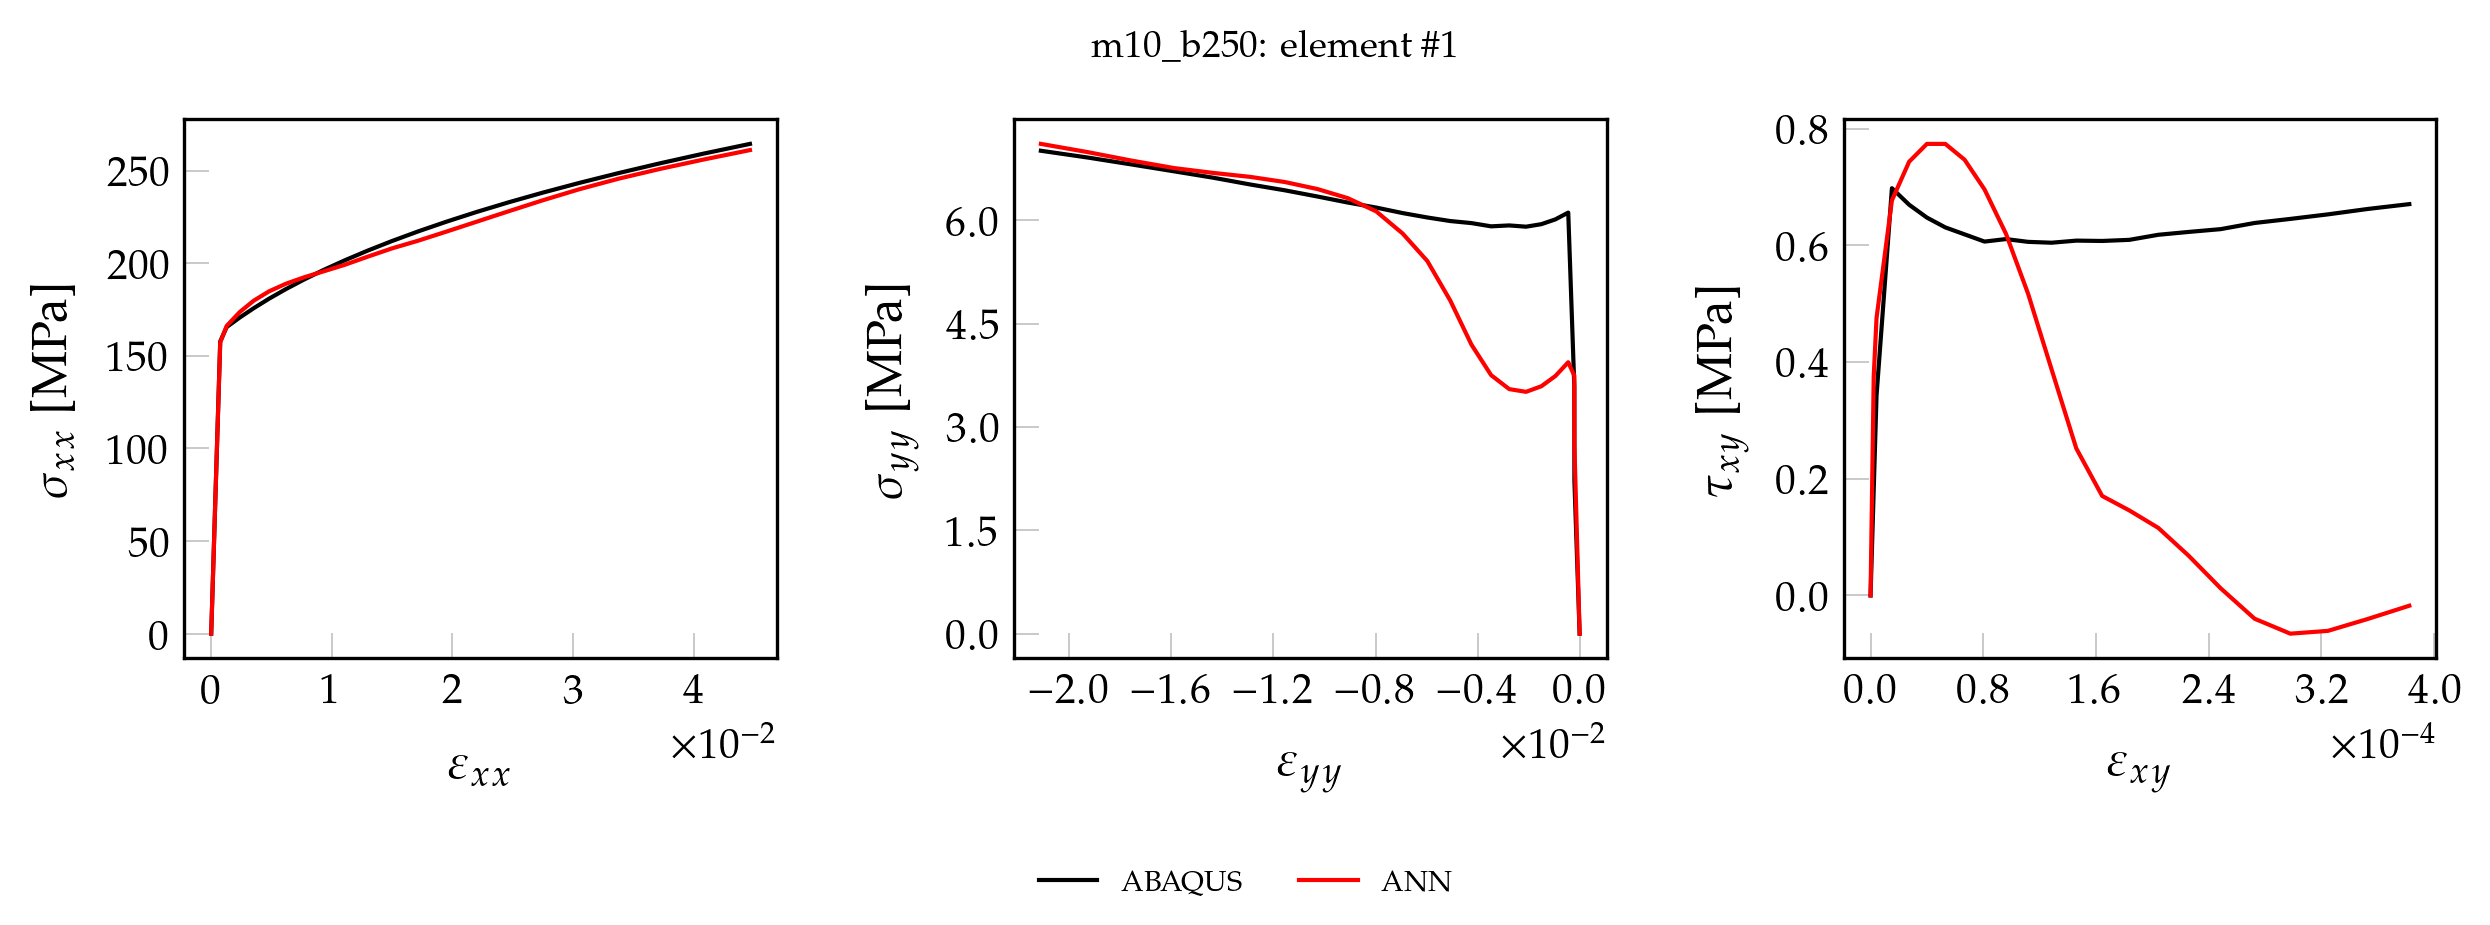 m10_b250: element #1
σxx [MPa]
250
200
150
100
50
0
0 1 2 3 4
×10−2
εxx
σyy [MPa]
6.0
4.5
3.0
1.5
0.0
−2.0 −1.6 −1.2 −0.8 −0.4 0.0
×10−2
εyy
τxy [MPa]
0.8
0.6
0.4
0.2
0.0
0.0 0.8 1.6 2.4 3.2 4.0
×10−4
εxy
ABAQUS ANN